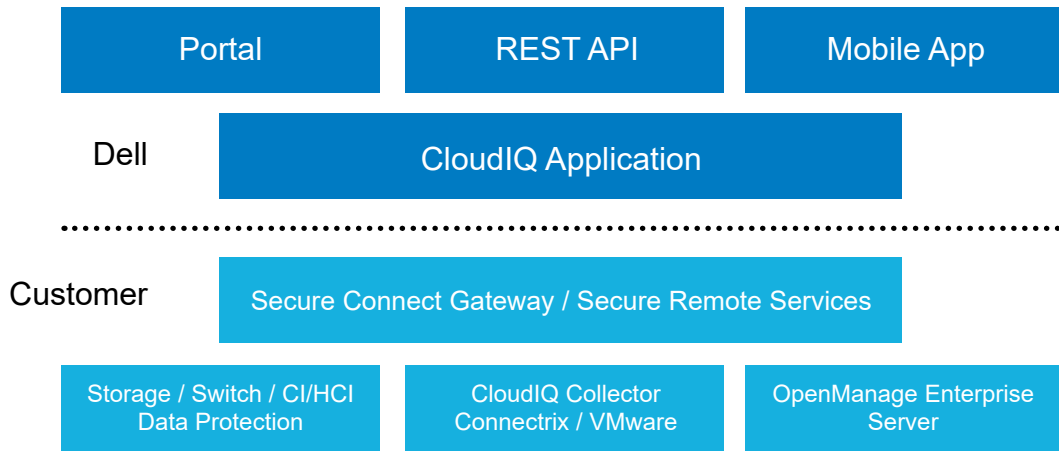 Portal
REST API
Mobile App
Dell
CloudIQ Application
Customer
Secure Connect Gateway / Secure Remote Services
Storage / Switch / CI/HCI
Data Protection
CloudIQ Collector
Connectrix / VMware
OpenManage Enterprise
Server